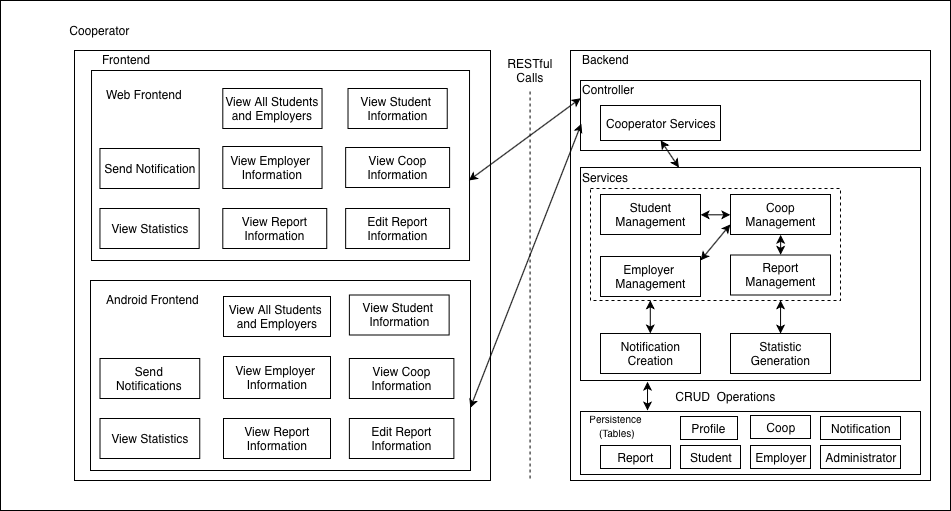 Cooperator
Frontend
Web Frontend
View All Students
and Employers
View Student
Information
Send Notification
View Employer
Information
View Coop
Information
View Statistics
View Report
Information
Edit Report
Information
Android Frontend
View All Students
and Employers
View Student
Information
Send
Notifications
View Employer
Information
View Coop
Information
View Statistics
View Report
Information
Edit Report
Information
RESTful
Calls
Backend
Controller
Cooperator Services
Services
Student
Management
Coop
Management
Employer
Management
Report
Management
Notification
Creation
Statistic
Generation
CRUD Operations
Persistence
(Tables)
Profile
Coop
Notification
Report
Student
Employer
Administrator